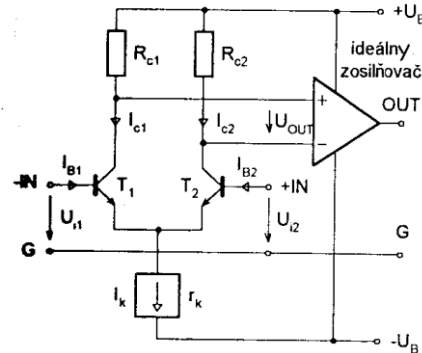 +U_B
ideálny
zosilňovač
R_c1
R_c2
OUT
+
I_c1
I_c2
U_OUT
−
I_B1
I_B2
-IN
T_1
T_2
+IN
U_i1
U_i2
G
G
I_k
r_k
-U_B